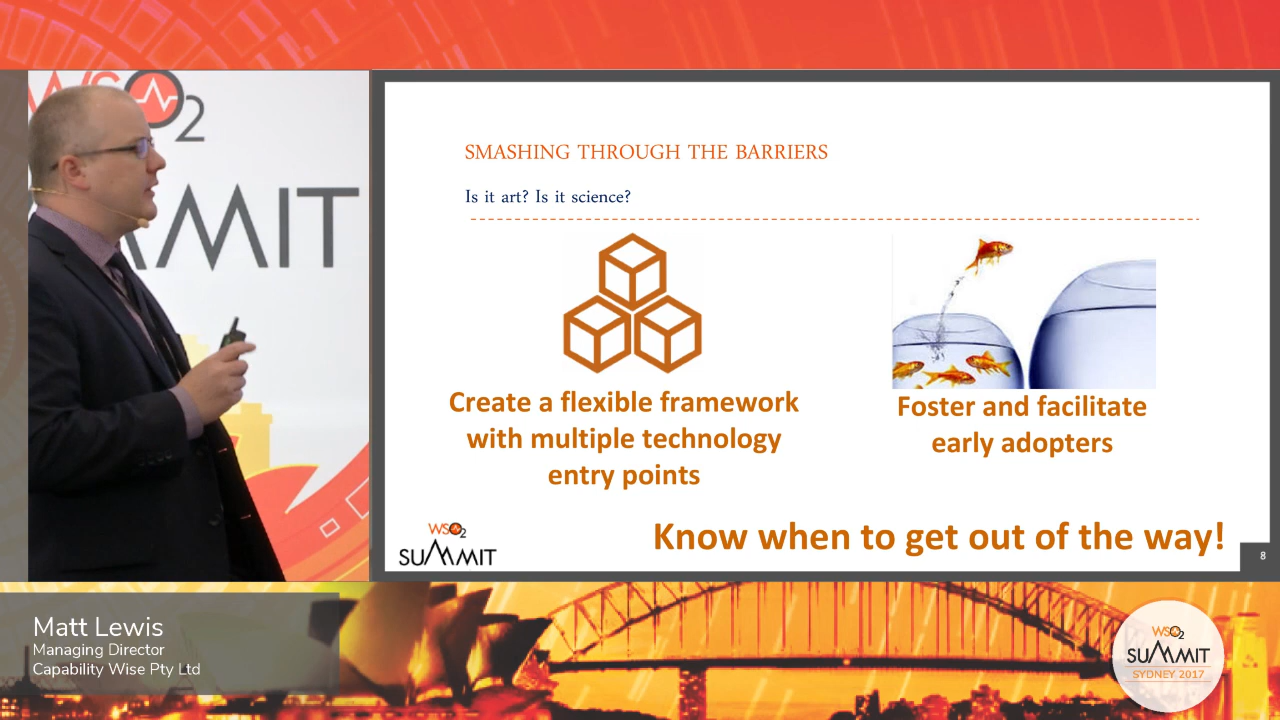 WSO2
SUMMIT
SMASHING THROUGH THE BARRIERS
Is it art? Is it science?
Create a flexible framework
with multiple technology
entry points
Foster and facilitate
early adopters
Know when to get out of the way!
WSO2
SUMMIT
8
Matt Lewis
Managing Director
Capability Wise Pty Ltd
WSO2
SUMMIT
SYDNEY 2017